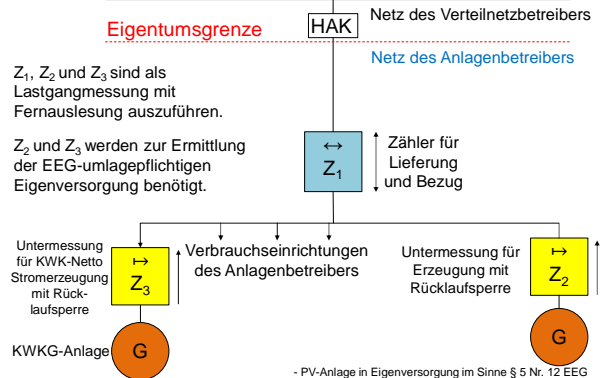 Netz des Verteilnetzbetreibers
HAK
Eigentumsgrenze
Netz des Anlagenbetreibers
Z1, Z2 und Z3 sind als
Lastgangmessung mit
Fernauslesung auszuführen.
Z2 und Z3 werden zur Ermittlung
der EEG-umlagepflichtigen
Eigenversorgung benötigt.
↔
Z1
Zähler für
Lieferung
und Bezug
Untermessung
für KWK-Netto
Stromerzeugung
mit Rück-
laufsperre
↦
Z3
Verbrauchseinrichtungen
des Anlagenbetreibers
Untermessung für
Erzeugung mit
Rücklaufsperre
↦
Z2
KWKG-Anlage
G
G
- PV-Anlage in Eigenversorgung im Sinne § 5 Nr. 12 EEG